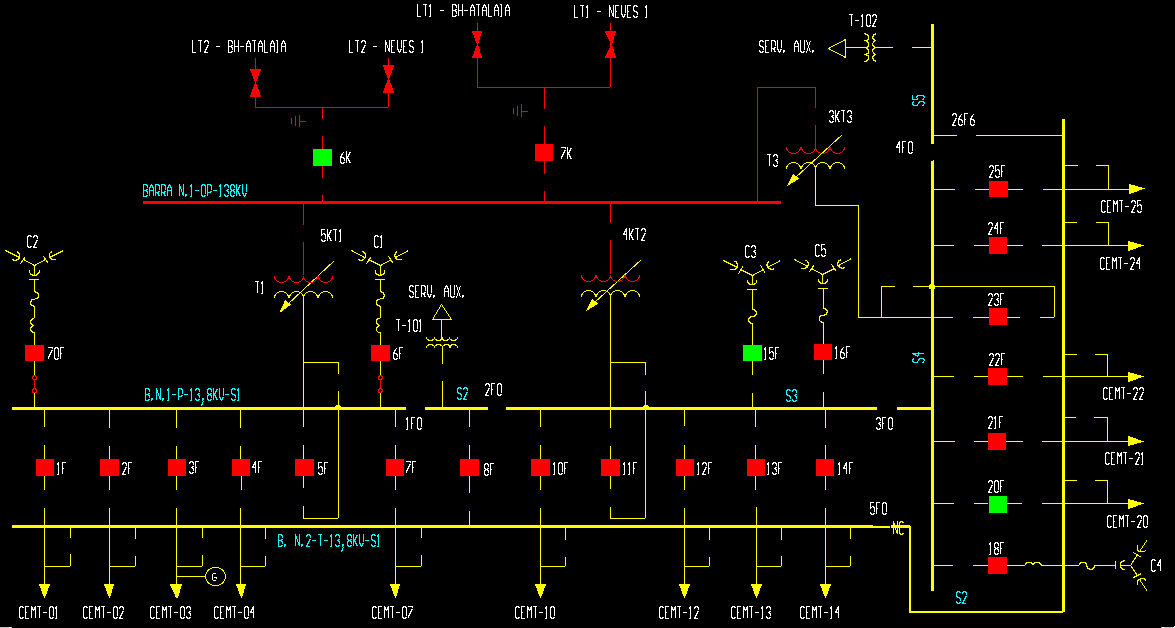 LT1 - BH-ATALAIA
LT1 - NEVES 1
T-102
LT2 - BH-ATALAIA
LT2 - NEVES 1
SERV. AUX.
S5
3KT3
26F6
4F0
6K
7K
T3
25F
BARRA N.1-OP-138KV
CEMT-25
24F
C2
5KT1
C1
4KT2
C3
C5
CEMT-24
T1
SERV. AUX.
23F
T-101
70F
6F
15F
16F
S4
22F
B.N.1-P-13,8KV-S1
S2
2F0
S3
CEMT-22
1F0
3F0
21F
1F
2F
3F
4F
5F
7F
8F
10F
11F
12F
13F
14F
CEMT-21
20F
5F0
NC
CEMT-20
B. N.2-T-13,8KV-S1
18F
G
C4
S2
CEMT-01
CEMT-02
CEMT-03
CEMT-04
CEMT-07
CEMT-10
CEMT-12
CEMT-13
CEMT-14